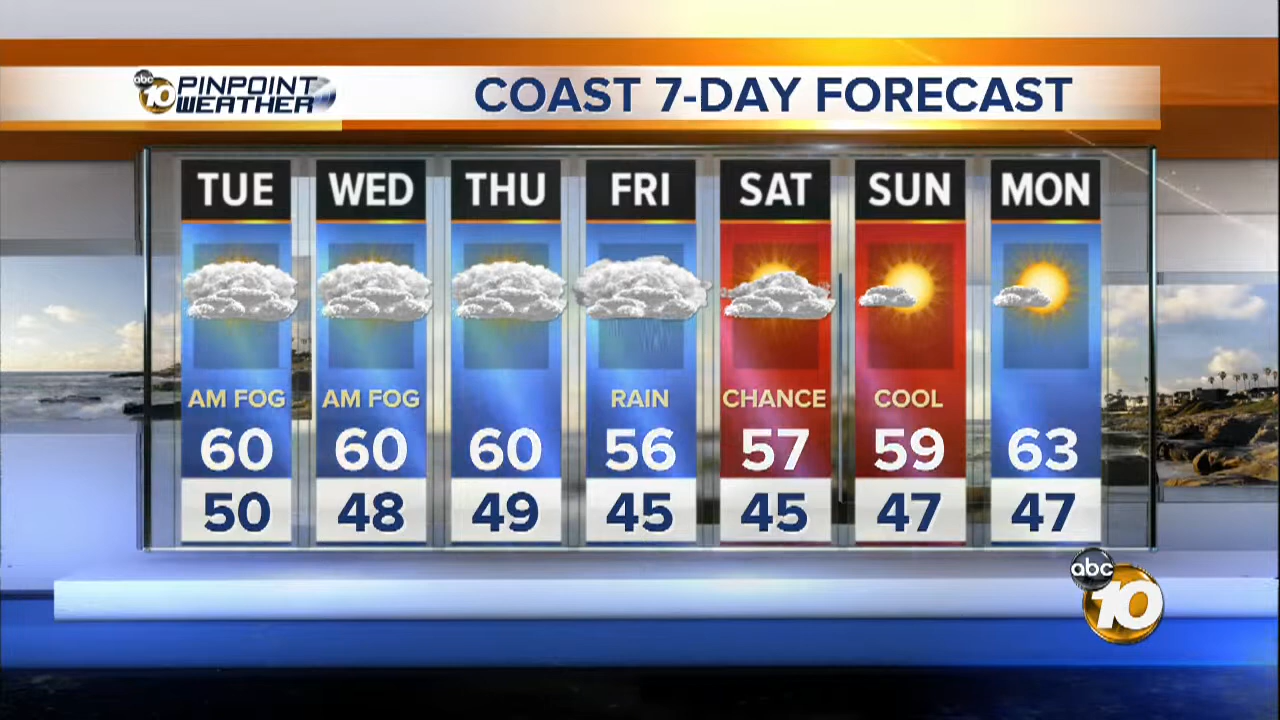 abc 10 PINPOINT WEATHER
COAST 7-DAY FORECAST
TUE WED THU FRI SAT SUN MON
AM FOG AM FOG RAIN CHANCE COOL
60 60 60 56 57 59 63
50 48 49 45 45 47 47
abc
10